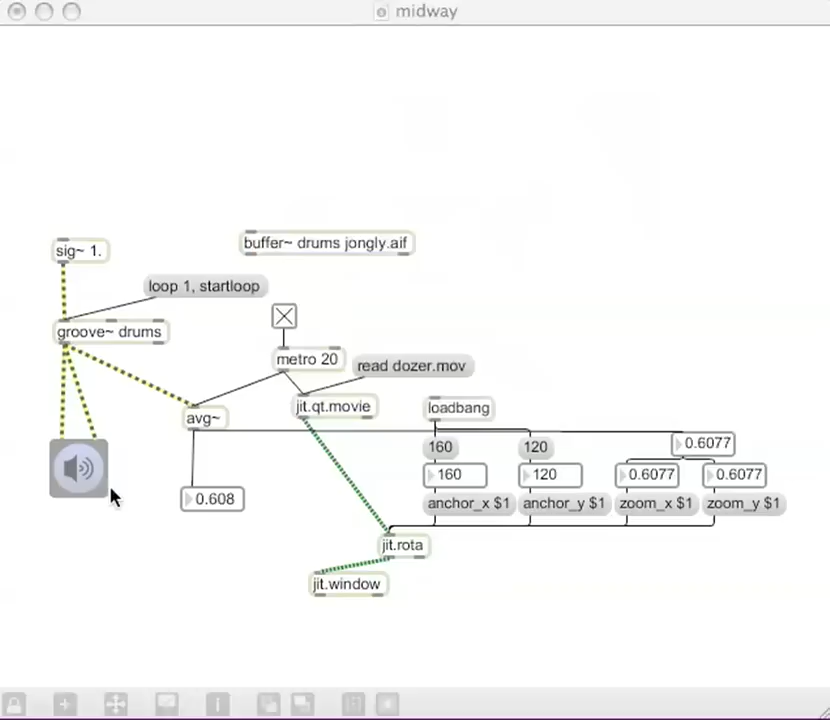 midway
sig~ 1.
buffer~ drums jongly.aif
loop 1, startloop
groove~ drums
metro 20
read dozer.mov
avg~
jit.qt.movie
loadbang
160
120
0.6077
160
120
0.6077
0.6077
0.608
anchor_x $1
anchor_y $1
zoom_x $1
zoom_y $1
jit.rota
jit.window